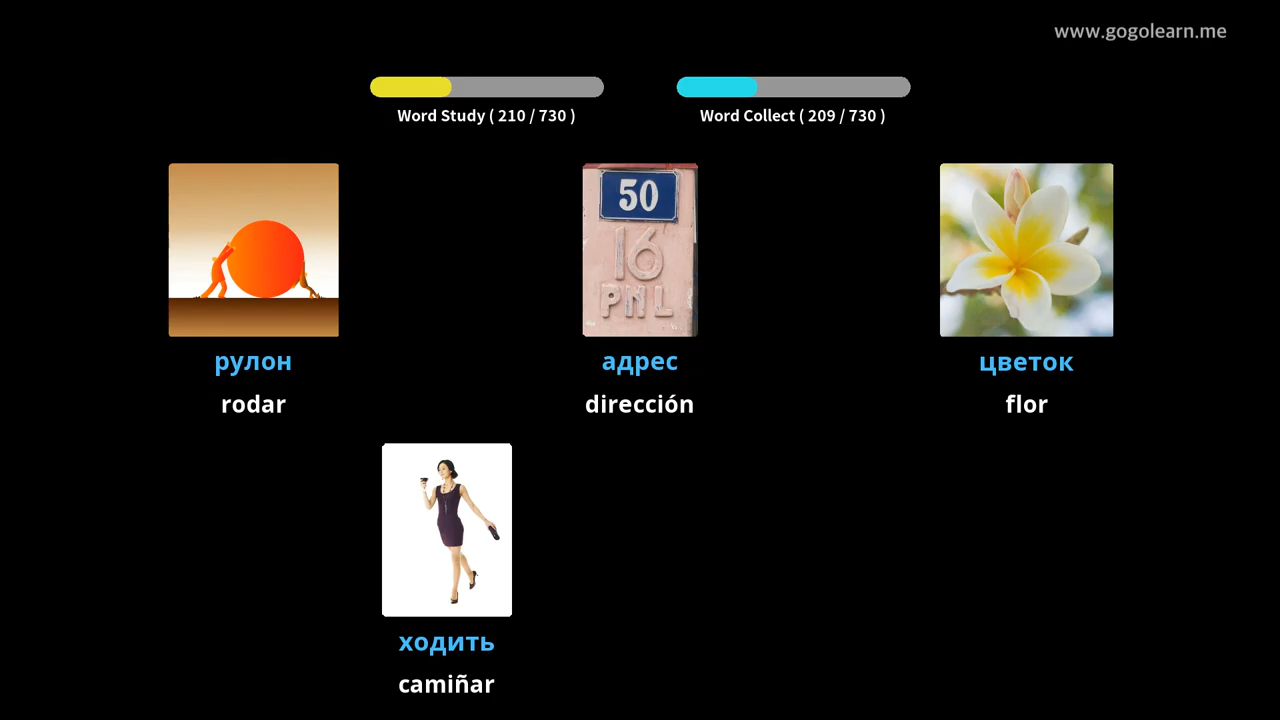 www.gogolearn.me
Word Study ( 210 / 730 )
Word Collect ( 209 / 730 )
50
16
PNL
рулон
адрес
цветок
rodar
dirección
flor
ходить
camiñar